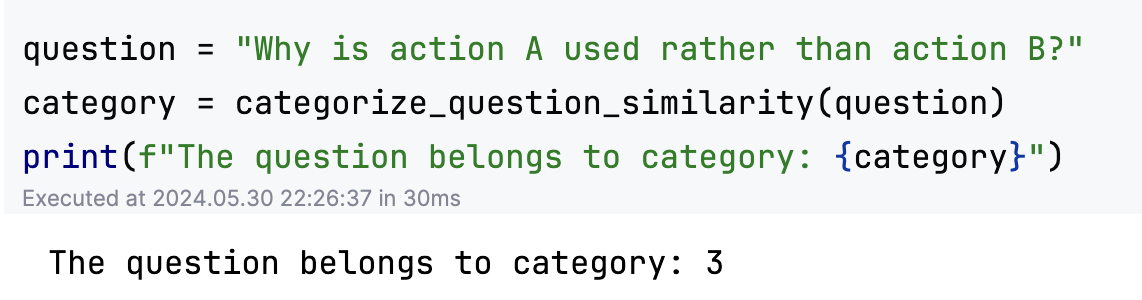 question = "Why is action A used rather than action B?"
category = categorize_question_similarity(question)
print(f"The question belongs to category: {category}")
Executed at 2024.05.30 22:26:37 in 30ms
The question belongs to category: 3